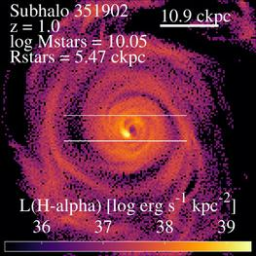 Subhalo 351902
10.9 ckpc
z = 1.0
log Mstars = 10.05
Rstars = 5.47 ckpc
L(H-alpha) [log erg s⁻¹ kpc⁻²]
36 37 38 39